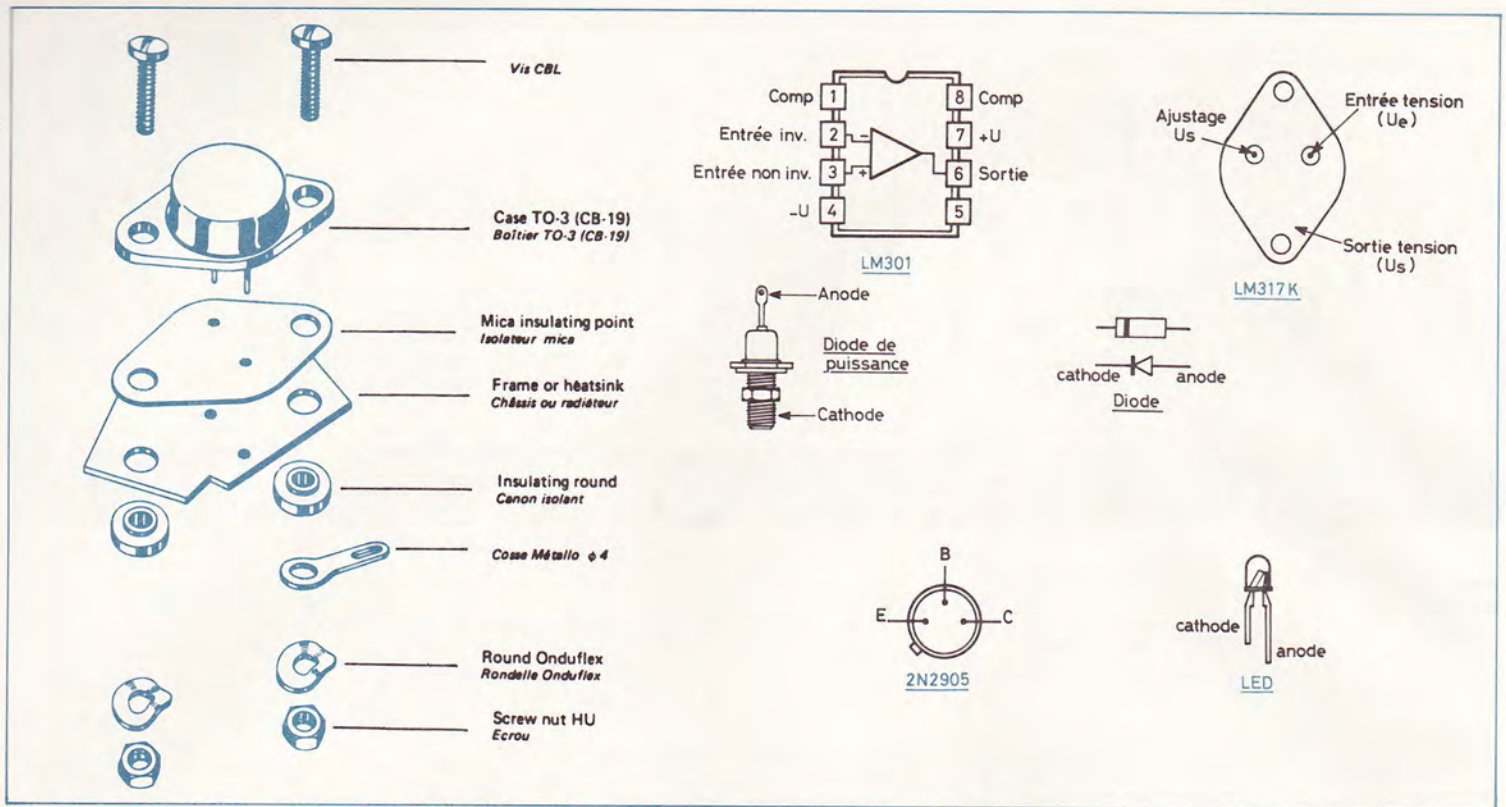 Vis CBL
Case TO-3 (CB-19)
Boîtier TO-3 (CB-19)
Mica insulating point
Isolateur mica
Frame or heatsink
Châssis ou radiateur
Insulating round
Canon isolant
Cosse Métallo φ 4
Round Onduflex
Rondelle Onduflex
Screw nut HU
Ecrou
Comp 1
8 Comp
Entrée inv. 2
7 +U
Entrée non inv. 3
6 Sortie
-U 4
5
-
+
LM301
Ajustage
Us
Entrée tension
(Ue)
Sortie tension
(Us)
LM317K
Anode
Diode de
puissance
Cathode
cathode
anode
Diode
B
E
C
2N2905
cathode
anode
LED